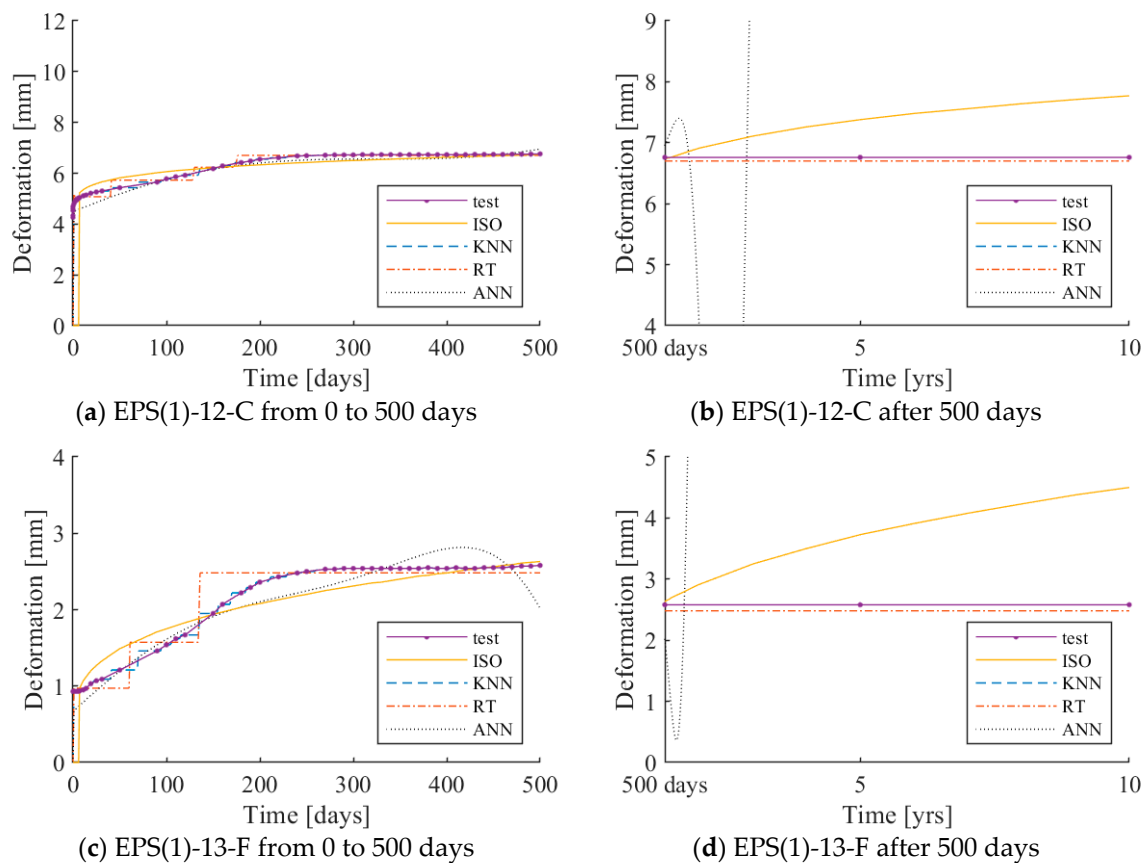 12
10
8
6
4
2
0
Deformation [mm]
0 100 200 300 400 500
Time [days]
test
ISO
KNN
RT
ANN
(a) EPS(1)-12-C from 0 to 500 days
9
8
7
6
5
4
Deformation [mm]
500 days 5 10
Time [yrs]
test
ISO
KNN
RT
ANN
(b) EPS(1)-12-C after 500 days
4
3
2
1
0
Deformation [mm]
0 100 200 300 400 500
Time [days]
test
ISO
KNN
RT
ANN
(c) EPS(1)-13-F from 0 to 500 days
5
4
3
2
1
0
Deformation [mm]
500 days 5 10
Time [yrs]
test
ISO
KNN
RT
ANN
(d) EPS(1)-13-F after 500 days